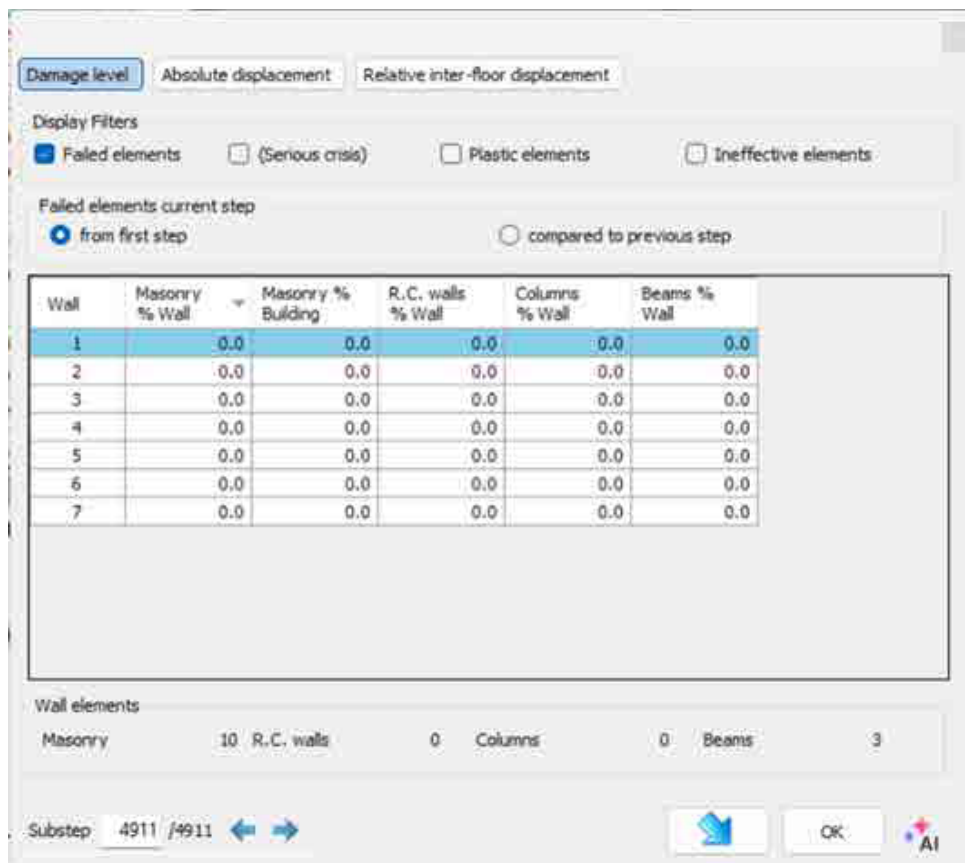 Damage level Absolute displacement Relative inter-floor displacement
Display Filters
Failed elements (Serious crisis) Plastic elements Ineffective elements
Failed elements current step
from first step compared to previous step
Wall Masonry % Wall Masonry % Building R.C. walls % Wall Columns % Wall Beams % Wall
1 0.0 0.0 0.0 0.0 0.0
2 0.0 0.0 0.0 0.0 0.0
3 0.0 0.0 0.0 0.0 0.0
4 0.0 0.0 0.0 0.0 0.0
5 0.0 0.0 0.0 0.0 0.0
6 0.0 0.0 0.0 0.0 0.0
7 0.0 0.0 0.0 0.0 0.0
Wall elements
Masonry 10 R.C. walls 0 Columns 0 Beams 3
Substep 4911 /4911 OK AI